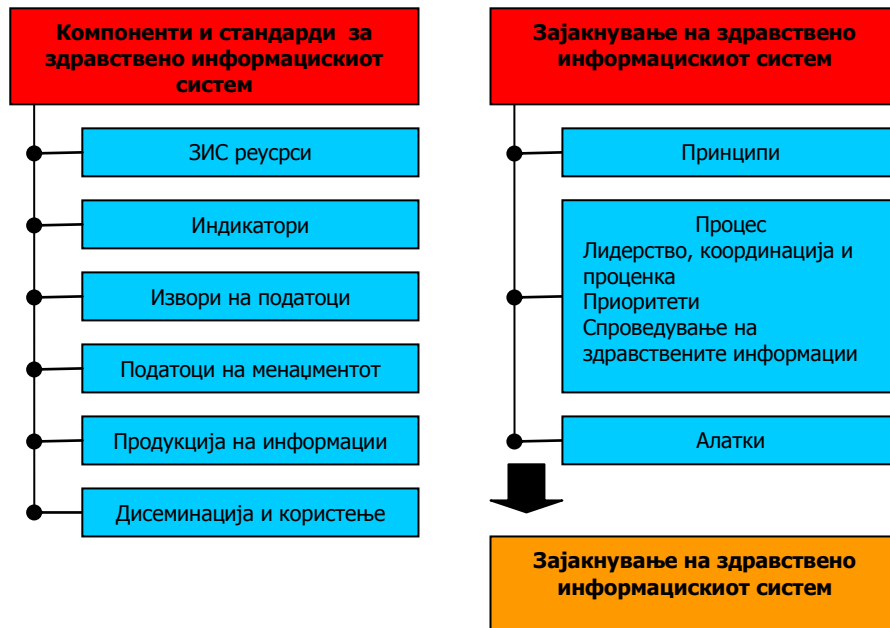 Компоненти и стандарди за
здравствено информацискиот
систем
ЗИС реусрси
Индикатори
Извори на податоци
Податоци на менаџментот
Продукција на информации
Дисеминација и користење
Зајакнување на здравствено
информацискиот систем
Принципи
Процес
Лидерство, координација и
проценка
Приоритети
Спроведување на
здравствените информации
Алатки
Зајакнување на здравствено
информацискиот систем